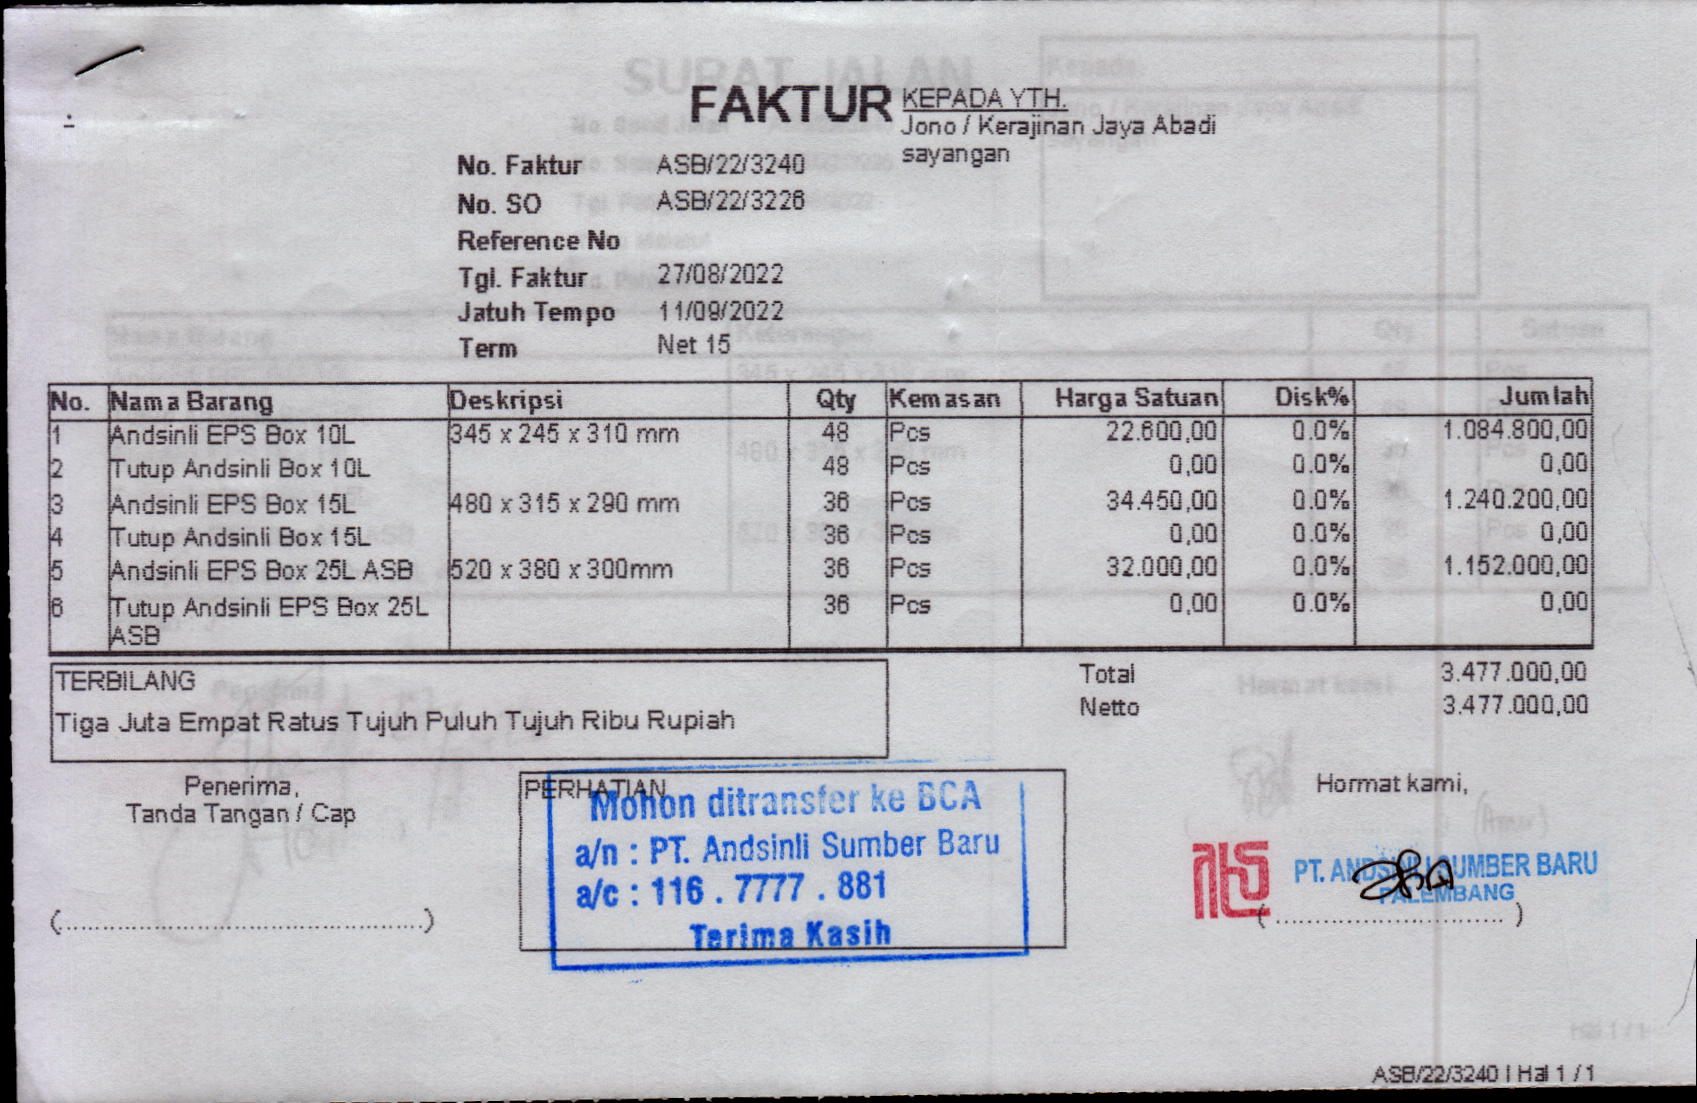 FAKTUR
KEPADA YTH.
Jono / Kerajinan Jaya Abadi
sayangan
No. Faktur ASB/22/3240
No. SO ASB/22/3226
Reference No
Tgl. Faktur 27/08/2022
Jatuh Tempo 11/09/2022
Term Net 15
No. Nama Barang Deskripsi Qty Kemasan Harga Satuan Disk% Jumlah
1 Andsinli EPS Box 10L 345 x 245 x 310 mm 48 Pcs 22.600,00 0.0% 1.084.800,00
2 Tutup Andsinli Box 10L 48 Pcs 0,00 0.0% 0,00
3 Andsinli EPS Box 15L 480 x 315 x 290 mm 36 Pcs 34.450,00 0.0% 1.240.200,00
4 Tutup Andsinli Box 15L 36 Pcs 0,00 0.0% 0,00
5 Andsinli EPS Box 25L ASB 520 x 380 x 300mm 36 Pcs 32.000,00 0.0% 1.152.000,00
6 Tutup Andsinli EPS Box 25L 36 Pcs 0,00 0.0% 0,00
ASB
TERBILANG
Tiga Juta Empat Ratus Tujuh Puluh Tujuh Ribu Rupiah
Total 3.477.000,00
Netto 3.477.000,00
Penerima,
Tanda Tangan / Cap
PERHATIAN
Mohon ditransfer ke BCA
a/n : PT. Andsinli Sumber Baru
a/c : 116 . 7777 . 881
Terima Kasih
Hormat kami,
PT. ANDSINLI SUMBER BARU
PALEMBANG
ASB/22/3240 | Hal 1 / 1